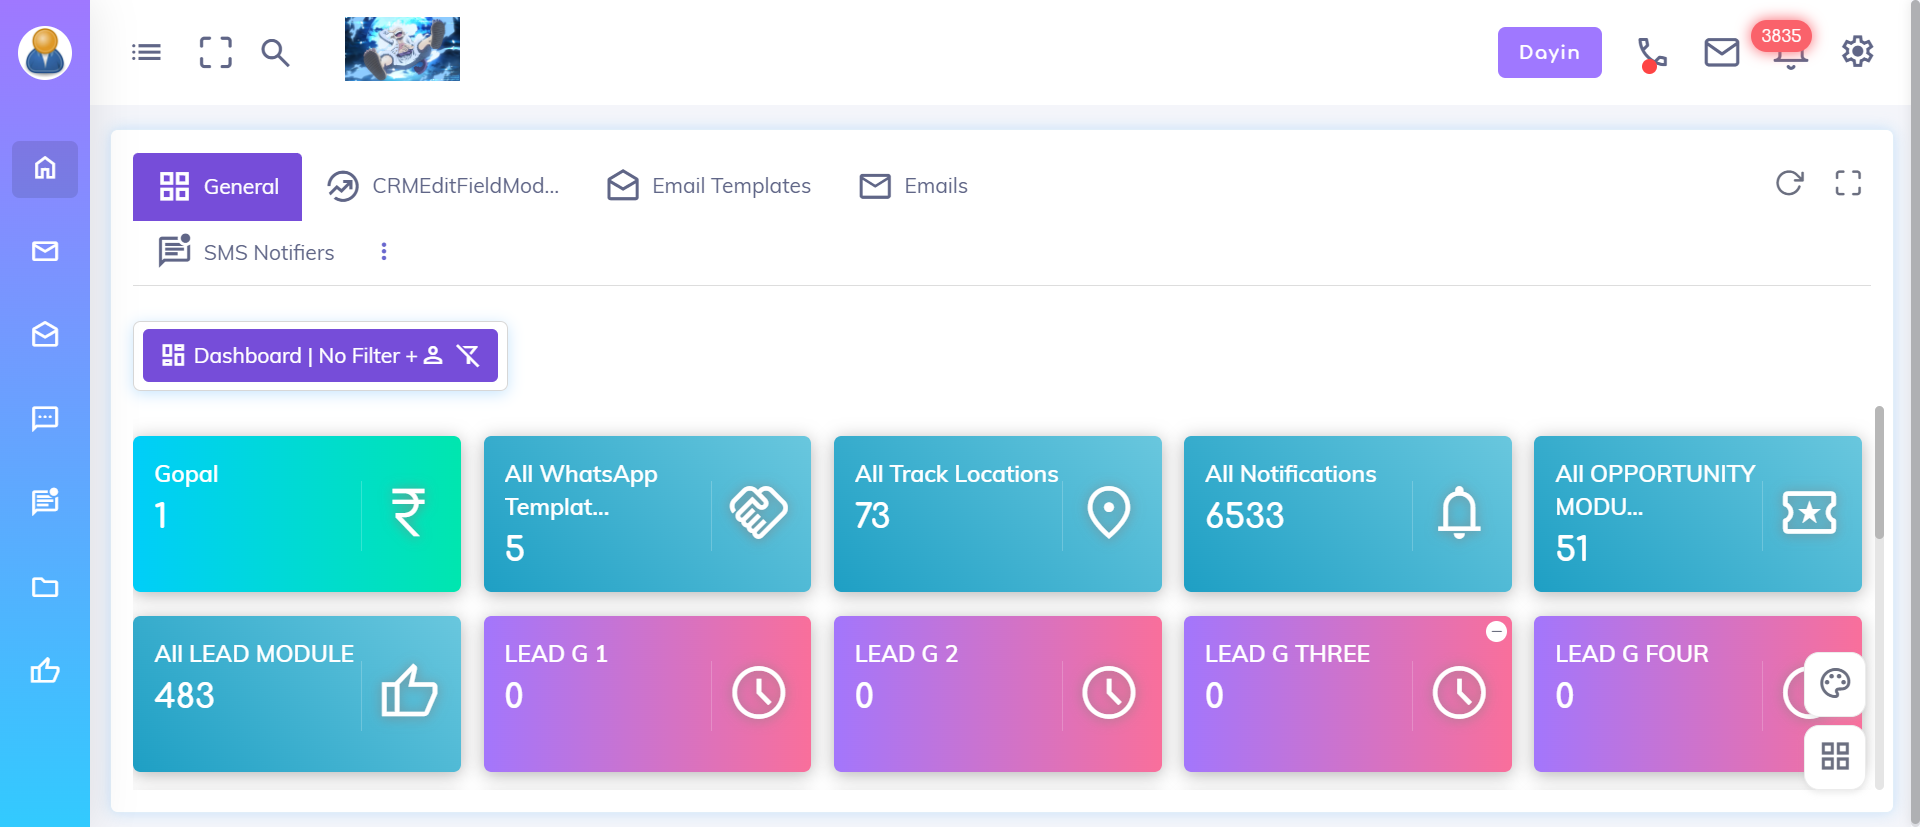 Dayin
3835
General
CRMEditFieldMod...
Email Templates
Emails
SMS Notifiers
Dashboard | No Filter +
Gopal
1
All WhatsApp
Templat...
5
All Track Locations
73
All Notifications
6533
All OPPORTUNITY
MODU...
51
All LEAD MODULE
483
LEAD G 1
0
LEAD G 2
0
LEAD G THREE
0
LEAD G FOUR
0